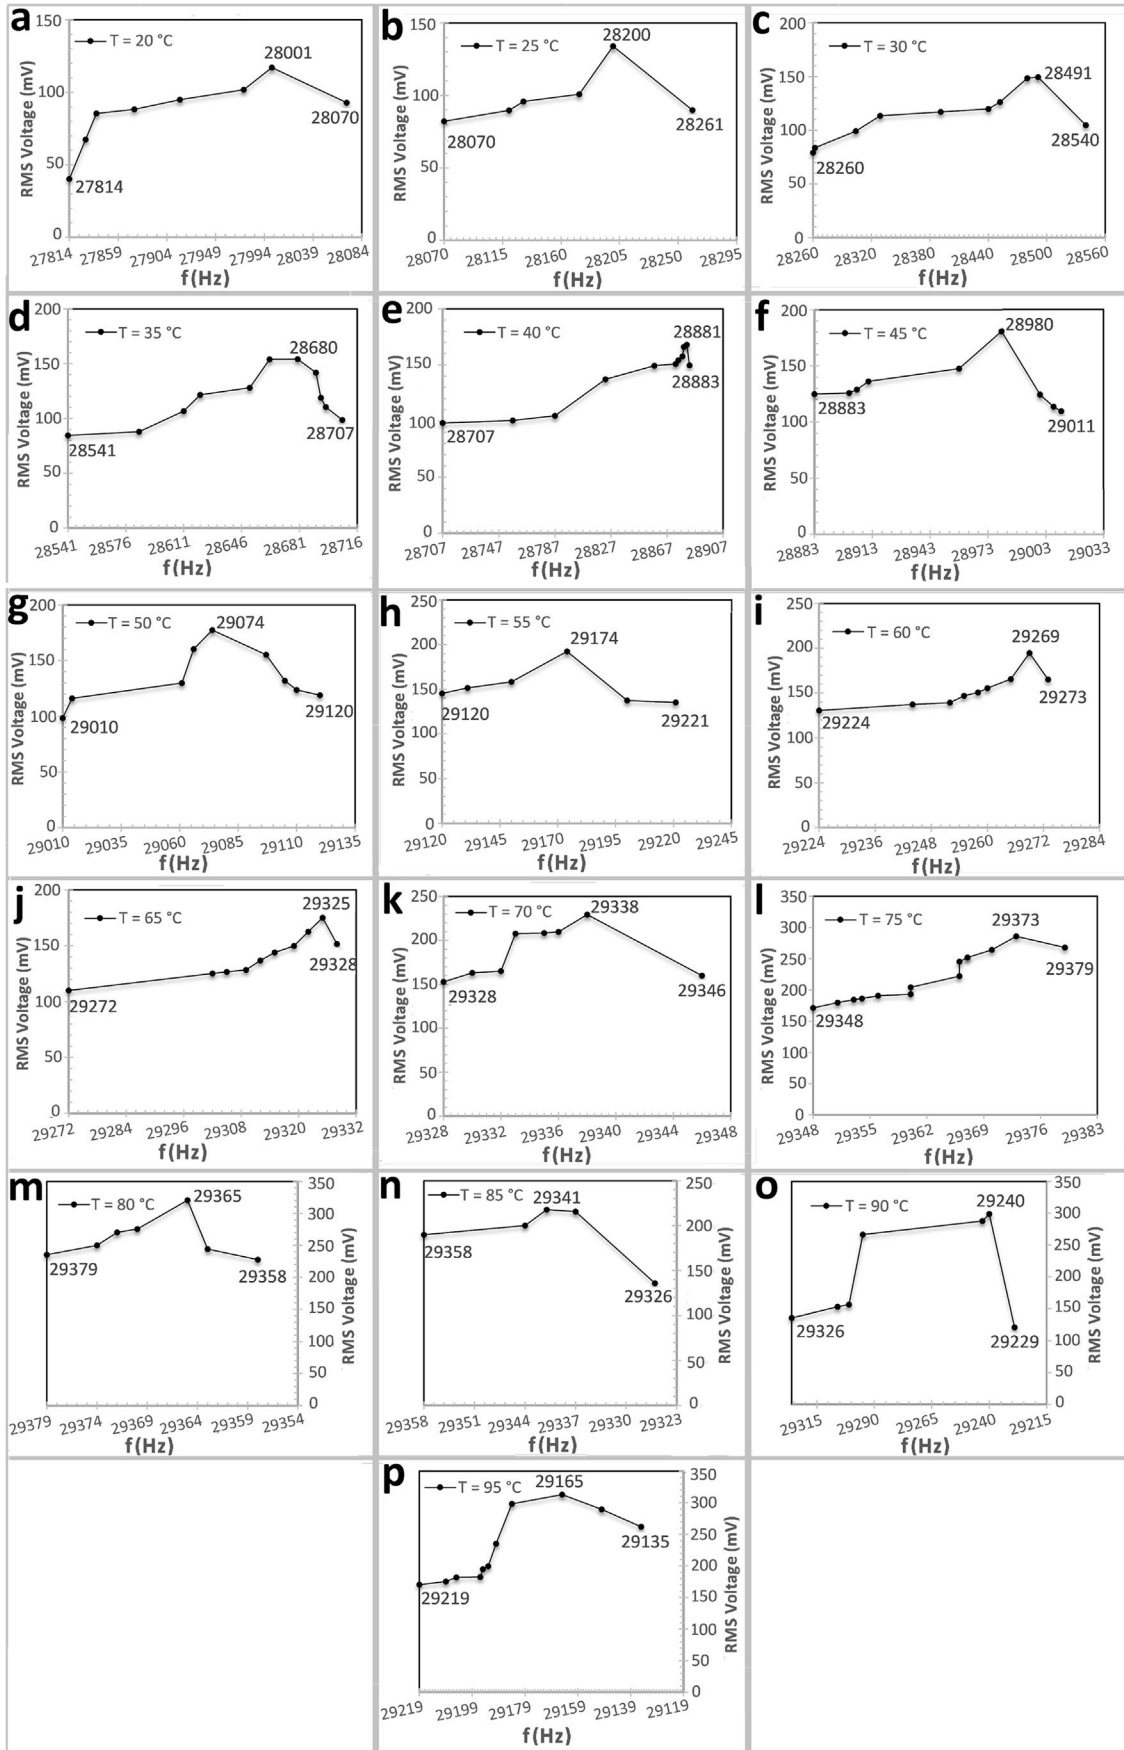 a
T = 20 °C
150
100
50
0
RMS Voltage (mV)
28001
28070
27814
27814 27859 27904 27949 27994 28039 28084
f(Hz)
b
T = 25 °C
150
100
50
0
RMS Voltage (mV)
28200
28261
28070
28070 28115 28160 28205 28250 28295
f(Hz)
c
T = 30 °C
200
150
100
50
0
RMS Voltage (mV)
28491
28540
28260
28260 28320 28380 28440 28500 28560
f(Hz)
d
T = 35 °C
200
150
100
50
0
RMS Voltage (mV)
28680
28707
28541
28541 28576 28611 28646 28681 28716
f(Hz)
e
T = 40 °C
200
150
100
50
0
RMS Voltage (mV)
28881
28883
28707
28707 28747 28787 28827 28867 28907
f(Hz)
f
T = 45 °C
200
150
100
50
0
RMS Voltage (mV)
28980
28883
29011
28883 28913 28943 28973 29003 29033
f(Hz)
g
T = 50 °C
200
150
100
50
0
RMS Voltage (mV)
29074
29120
29010
29010 29035 29060 29085 29110 29135
f(Hz)
h
T = 55 °C
250
200
150
100
50
0
RMS Voltage (mV)
29174
29120
29221
29120 29145 29170 29195 29220 29245
f(Hz)
i
T = 60 °C
250
200
150
100
50
0
RMS Voltage (mV)
29269
29273
29224
29224 29236 29248 29260 29272 29284
f(Hz)
j
T = 65 °C
200
150
100
50
0
RMS Voltage (mV)
29325
29328
29272
29272 29284 29296 29308 29320 29332
f(Hz)
k
T = 70 °C
250
200
150
100
50
0
RMS Voltage (mV)
29338
29328
29346
29328 29332 29336 29340 29344 29348
f(Hz)
l
T = 75 °C
350
300
250
200
150
100
50
0
RMS Voltage (mV)
29373
29379
29348
29348 29355 29362 29369 29376 29383
f(Hz)
m
T = 80 °C
350
300
250
200
150
100
50
0
RMS Voltage (mV)
29365
29379
29358
29379 29374 29369 29364 29359 29354
f(Hz)
n
T = 85 °C
250
200
150
100
50
0
RMS Voltage (mV)
29341
29358
29326
29358 29351 29344 29337 29330 29323
f(Hz)
o
T = 90 °C
350
300
250
200
150
100
50
0
RMS Voltage (mV)
29240
29326
29229
29315 29290 29265 29240 29215
f(Hz)
p
T = 95 °C
350
300
250
200
150
100
50
0
RMS Voltage (mV)
29165
29135
29219
29219 29199 29179 29159 29139 29119
f(Hz)